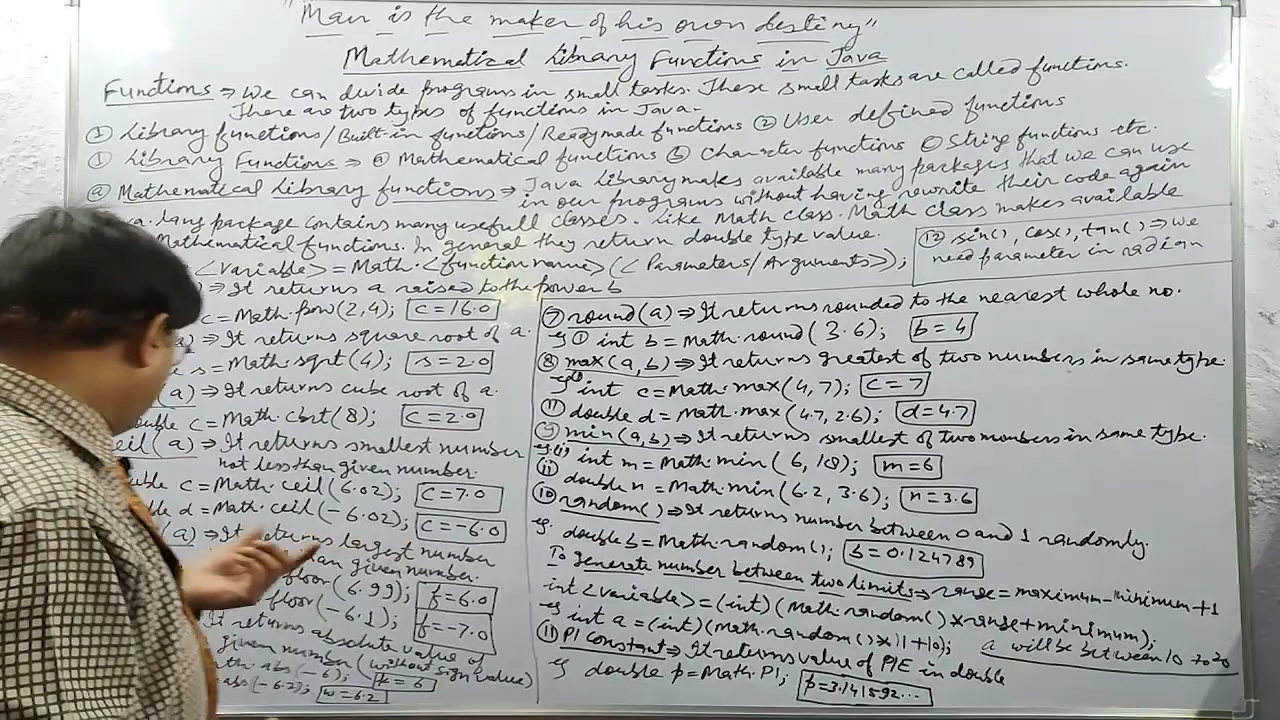 "Man is the maker of his own destiny"
Mathematical Library Functions in Java
Functions ⇒ We can divide programs in small tasks. These small tasks are called functions.
There are two types of functions in Java-
① Library functions/Built-in functions/Readymade functions ② User defined functions
① Library Functions ⇒ ⓐ Mathematical functions ⓑ Character functions ⓒ String functions etc.
ⓐ Mathematical Library functions ⇒ Java Library makes available many packages that we can use
in our programs without having rewrite their code again
lang package contains many usefull classes. Like Math class. Math class makes available
Mathematical functions. In general they return double type value.
<Variable> = Math.<function name>(<Parameters/Arguments>);
⑫ sin(), cos(), tan() ⇒ we
need parameter in radian
⇒ It returns a raised to the power b
c = Math.pow(2,4); c=16.0
a) ⇒ It returns square root of a.
s = Math.sqrt(4); s=2.0
(a) ⇒ It returns cube root of a.
c = Math.cbrt(8); c=2.0
ceil(a) ⇒ It returns smallest number
not less than given number.
c = Math.ceil(6.02); c=7.0
d = Math.ceil(-6.02); c=-6.0
(a) ⇒ It returns largest number
than given number.
floor(6.99); f=6.0
floor(-6.1); f=-7.0
It returns absolute value of
given number (without sign value)
abs(-6); k=6
abs(-6.2); w=6.2
⑦ round(a) ⇒ It returns rounded to the nearest whole no.
eg ① int b = Math.round(3.6); b=4
⑧ max(a,b) ⇒ It returns greatest of two numbers in same type.
eg (i) int c = Math.max(4,7); c=7
(ii) double d = Math.max(4.7, 2.6); d=4.7
⑨ min(a,b) ⇒ It returns smallest of two numbers in same type.
eg.(i) int m = Math.min(6,18); m=6
(ii) double n = Math.min(6.2, 3.6); n=3.6
⑩ random() ⇒ It returns number between 0 and 1 randomly.
eg. double b = Math.random(); b=0.124789
To generate number between two limits ⇒ range = maximum-minimum+1
int <variable> = (int)(Math.random()×range+minimum);
eg int a = (int)(Math.random()×11+10); a will be between 10 to 20
⑪ PI constant ⇒ It returns value of PIE in double
eg double p = Math.PI; p=3.141592...